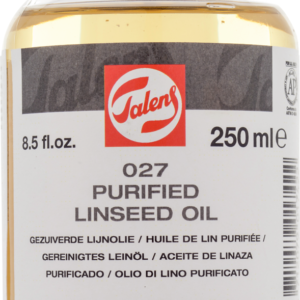 Talens
AP
8.5 fl.oz.
250 ml e
027
PURIFIED
LINSEED OIL
GEZUIVERDE LIJNOLIE / HUILE DE LIN PURIFIÉE /
GEREINIGTES LEINÖL / ACEITE DE LINAZA
PURIFICADO / OLIO DI LINO PURIFICATO